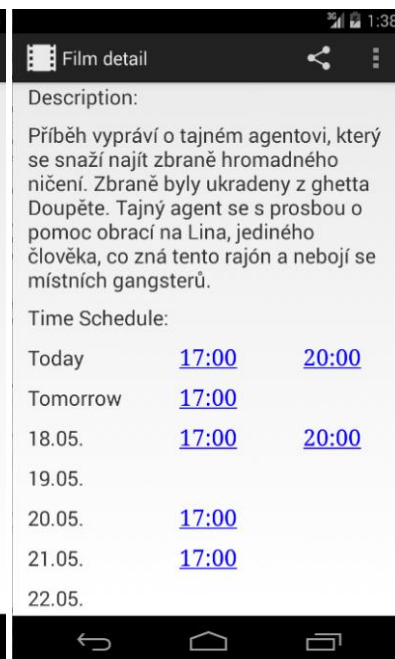 3G 1:38
Film detail
Description:
Příběh vypráví o tajném agentovi, který
se snaží najít zbraně hromadného
ničení. Zbraně byly ukradeny z ghetta
Doupěte. Tajný agent se s prosbou o
pomoc obrací na Lina, jediného
člověka, co zná tento rajón a nebojí se
místních gangsterů.
Time Schedule:
Today 17:00 20:00
Tomorrow 17:00
18.05. 17:00 20:00
19.05.
20.05. 17:00
21.05. 17:00
22.05.